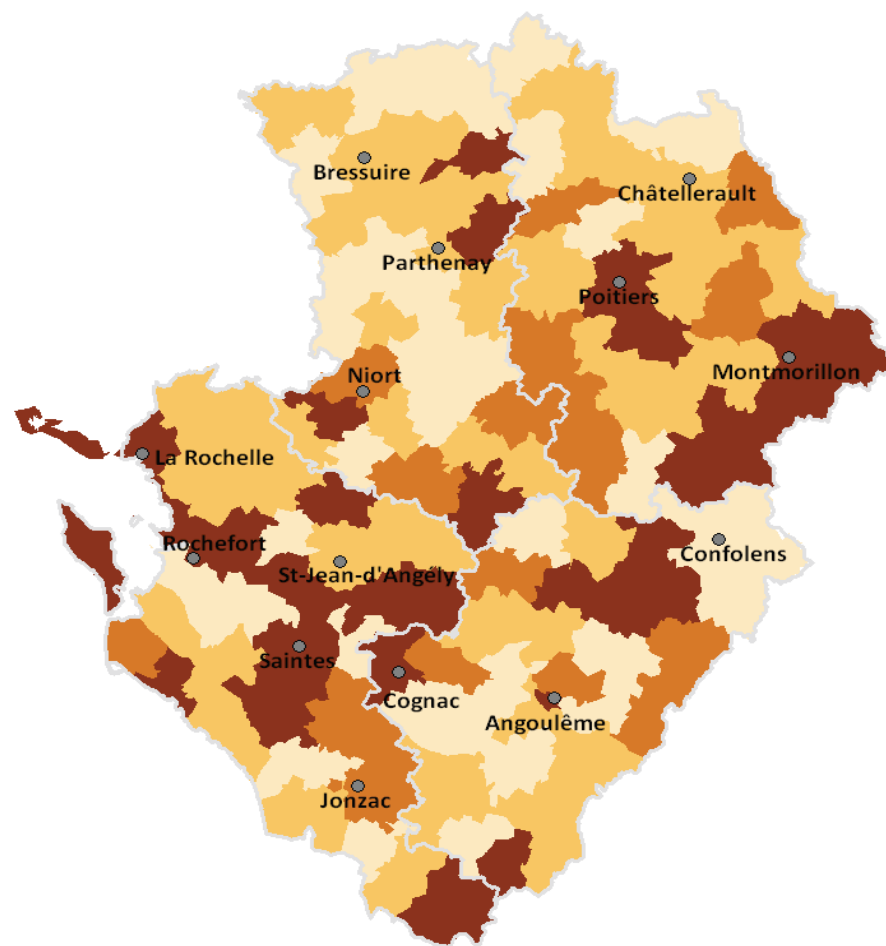 Bressuire
Châtellerault
Parthenay
Poitiers
Niort
Montmorillon
La Rochelle
Rochefort
Confolens
St-Jean-d'Angély
Saintes
Cognac
Angoulême
Jonzac